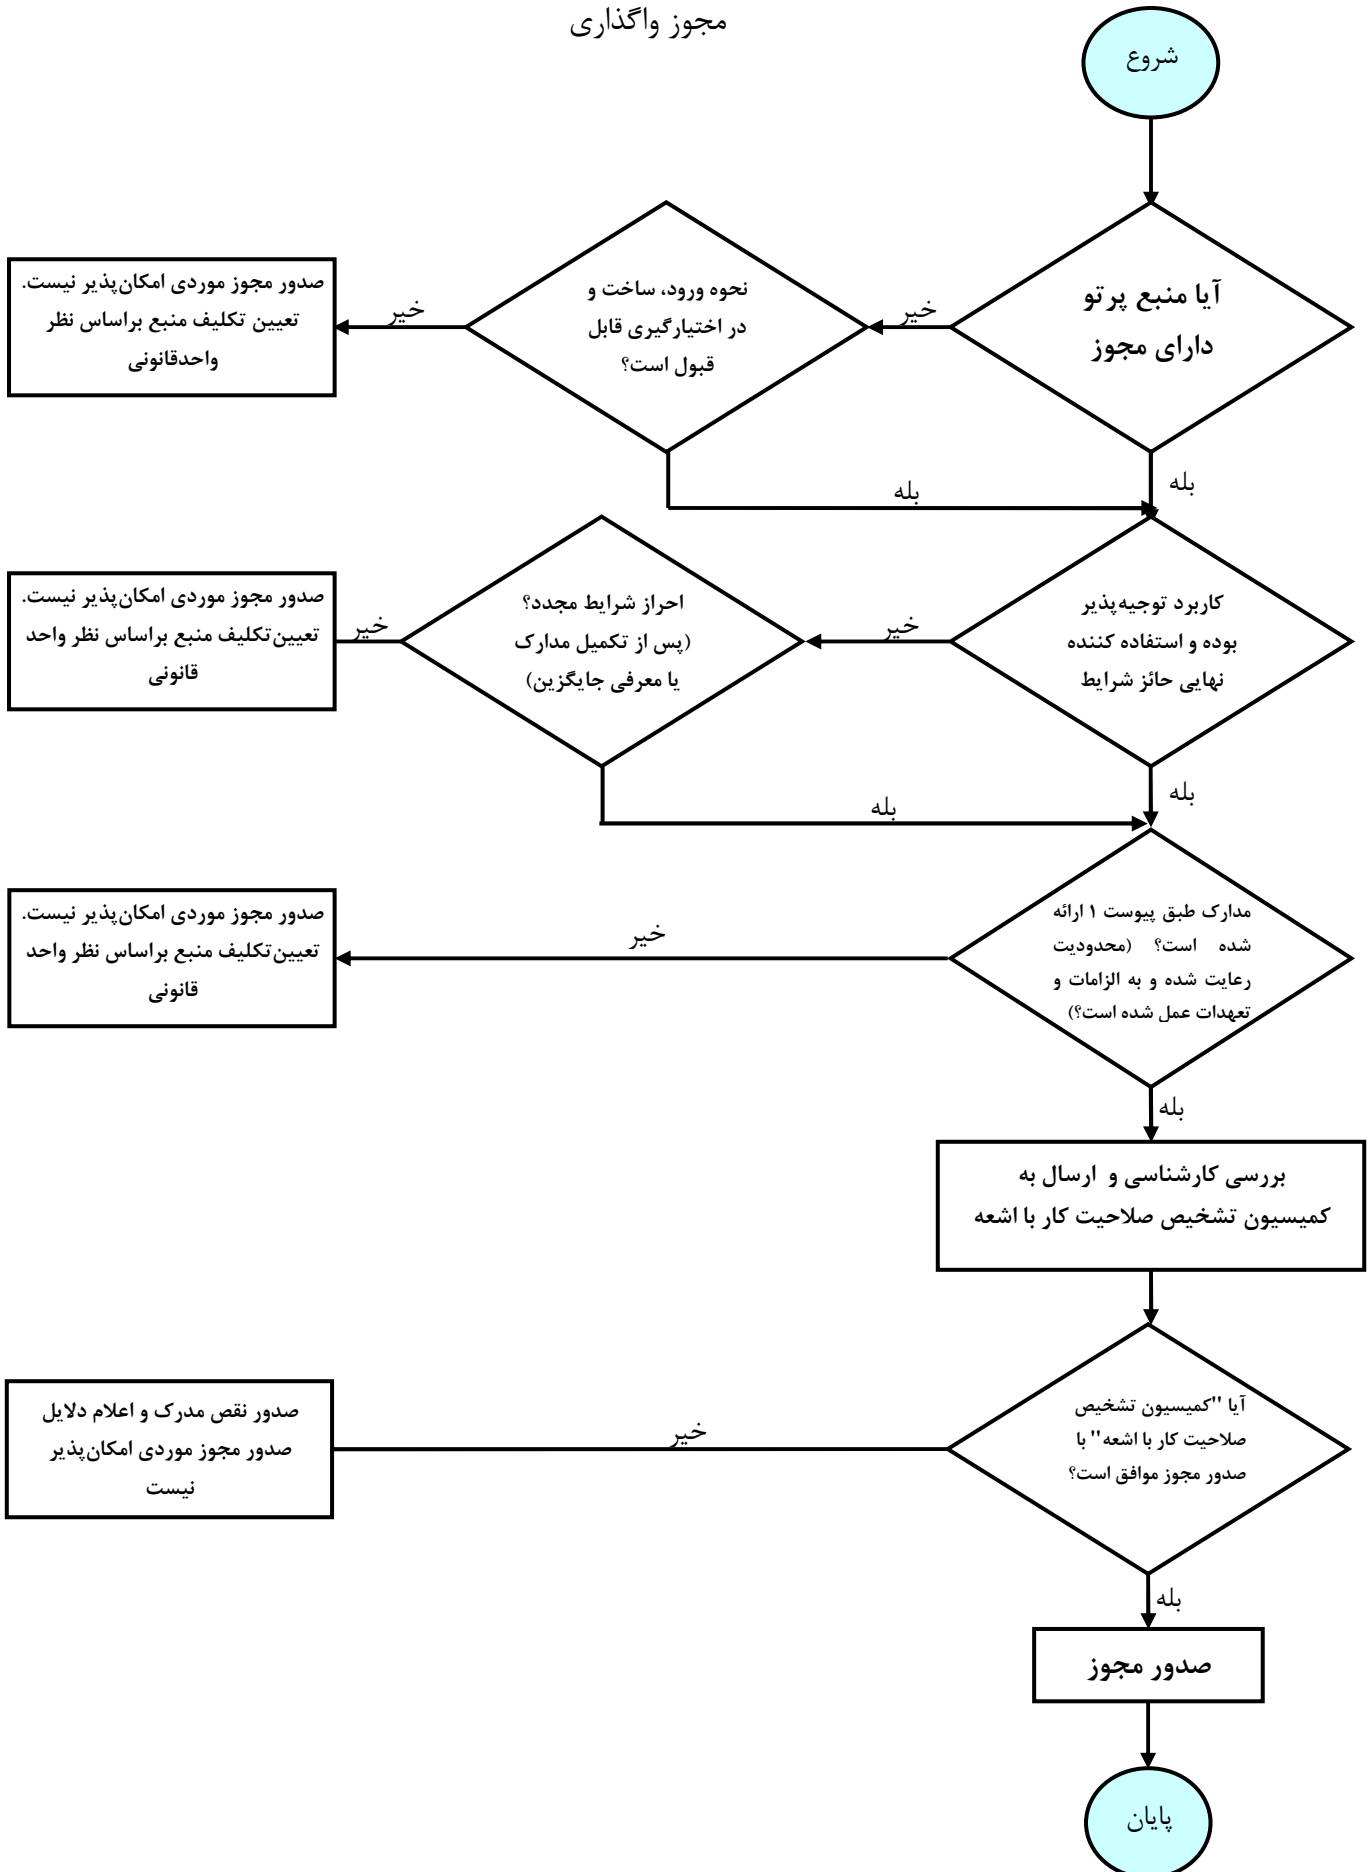 مجوز واگذاری
شروع
آیا منبع پرتو
دارای مجوز
خیر
نحوه ورود، ساخت و
در اختیارگیری قابل
قبول است؟
خیر
صدور مجوز موردی امکان‌پذیر نیست.
تعیین تکلیف منبع براساس نظر
واحدقانونی
بله
بله
کاربرد توجیه‌پذیر
بوده و استفاده کننده
نهایی حائز شرایط
خیر
احراز شرایط مجدد؟
(پس از تکمیل مدارک
یا معرفی جایگزین)
خیر
صدور مجوز موردی امکان‌پذیر نیست.
تعیین‌تکلیف منبع براساس نظر واحد
قانونی
بله
بله
مدارک طبق پیوست ۱ ارائه
شده است؟ (محدودیت
رعایت شده و به الزامات و
تعهدات عمل شده است؟)
خیر
صدور مجوز موردی امکان‌پذیر نیست.
تعیین‌تکلیف منبع براساس نظر واحد
قانونی
بله
بررسی کارشناسی و ارسال به
کمیسیون تشخیص صلاحیت کار با اشعه
آیا "کمیسیون تشخیص
صلاحیت کار با اشعه" با
صدور مجوز موافق است؟
خیر
صدور نقص مدرک و اعلام دلایل
صدور مجوز موردی امکان‌پذیر
نیست
بله
صدور مجوز
پایان